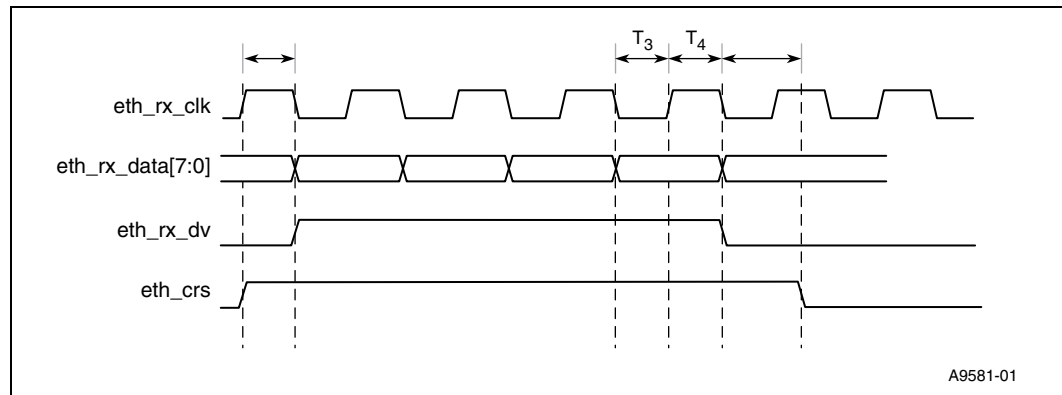 T3 T4
eth_rx_clk
eth_rx_data[7:0]
eth_rx_dv
eth_crs
A9581-01